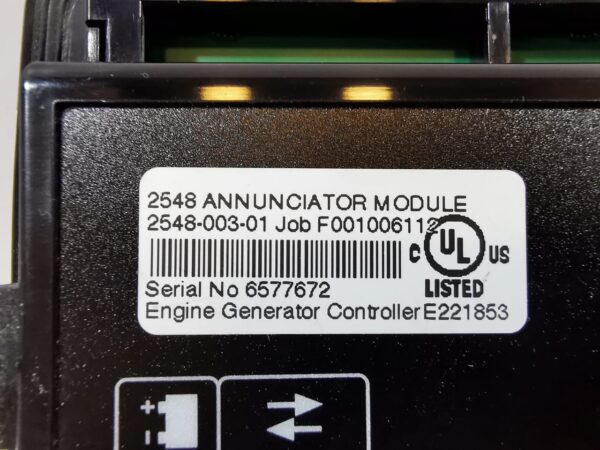 2548 ANNUNCIATOR MODULE
2548-003-01 Job F001006112
C UL US
LISTED
Serial No 6577672
Engine Generator Controller E221853